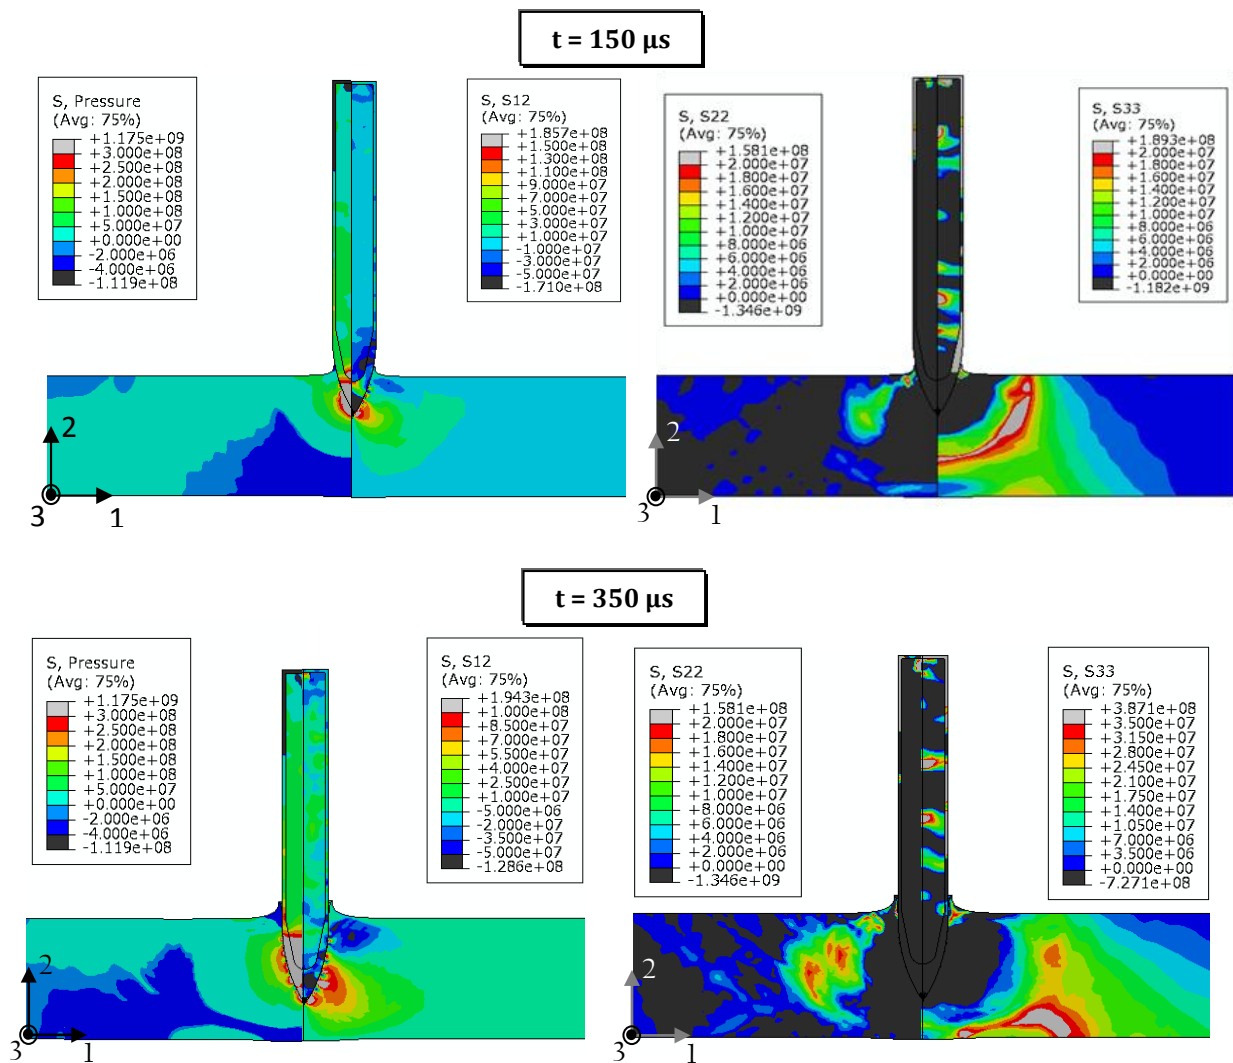 t = 150 μs
S, Pressure
(Avg: 75%)
+1.175e+09
+3.000e+08
+2.500e+08
+2.000e+08
+1.500e+08
+1.000e+08
+5.000e+07
+0.000e+00
-2.000e+06
-4.000e+06
-1.119e+08
S, S12
(Avg: 75%)
+1.857e+08
+1.500e+08
+1.300e+08
+1.100e+08
+9.000e+07
+7.000e+07
+5.000e+07
+3.000e+07
+1.000e+07
-1.000e+07
-3.000e+07
-5.000e+07
-1.710e+08
2
3
1
S, S22
(Avg: 75%)
+1.581e+08
+2.000e+07
+1.800e+07
+1.600e+07
+1.400e+07
+1.200e+07
+1.000e+07
+8.000e+06
+6.000e+06
+4.000e+06
+2.000e+06
+0.000e+00
-1.346e+09
S, S33
(Avg: 75%)
+1.893e+08
+2.000e+07
+1.800e+07
+1.600e+07
+1.400e+07
+1.200e+07
+1.000e+07
+8.000e+06
+6.000e+06
+4.000e+06
+2.000e+06
+0.000e+00
-1.182e+09
2
3
1
t = 350 μs
S, Pressure
(Avg: 75%)
+1.175e+09
+3.000e+08
+2.500e+08
+2.000e+08
+1.500e+08
+1.000e+08
+5.000e+07
+0.000e+00
-2.000e+06
-4.000e+06
-1.119e+08
S, S12
(Avg: 75%)
+1.943e+08
+1.000e+08
+8.500e+07
+7.000e+07
+5.500e+07
+4.000e+07
+2.500e+07
+1.000e+07
-5.000e+06
-2.000e+07
-3.500e+07
-5.000e+07
-1.286e+08
2
3
1
S, S22
(Avg: 75%)
+1.581e+08
+2.000e+07
+1.800e+07
+1.600e+07
+1.400e+07
+1.200e+07
+1.000e+07
+8.000e+06
+6.000e+06
+4.000e+06
+2.000e+06
+0.000e+00
-1.346e+09
S, S33
(Avg: 75%)
+3.871e+08
+3.500e+07
+3.150e+07
+2.800e+07
+2.450e+07
+2.100e+07
+1.750e+07
+1.400e+07
+1.050e+07
+7.000e+06
+3.500e+06
+0.000e+00
-7.271e+08
2
3
1